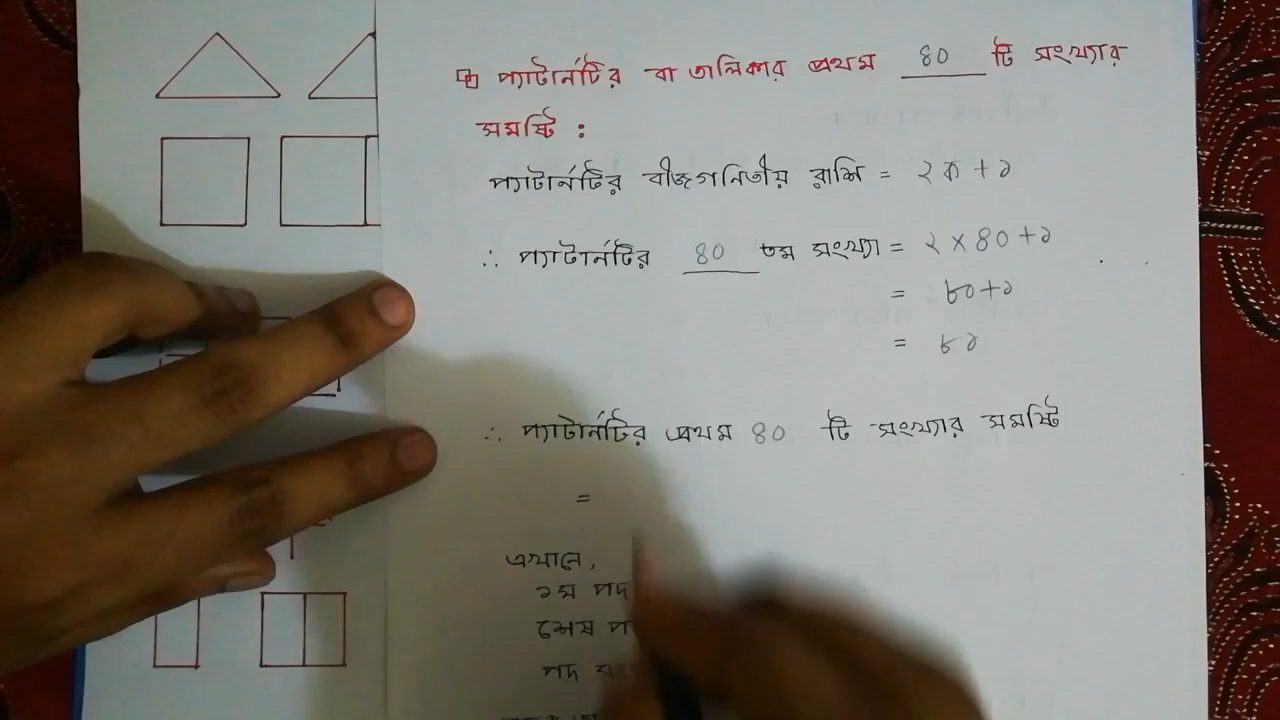 প্যাটার্নটির বা তালিকার প্রথম ৪০ টি সংখ্যার
সমষ্টি :
প্যাটার্নটির বীজগনিতীয় রাশি = ২ক + ১
∴ প্যাটার্নটির ৪০ তম সংখ্যা = ২ × ৪০ + ১
= ৮০ + ১
= ৮১
∴ প্যাটার্নটির প্রথম ৪০ টি সংখ্যার সমষ্টি
=
এখানে,
১ম পদ
শেষ
পদ